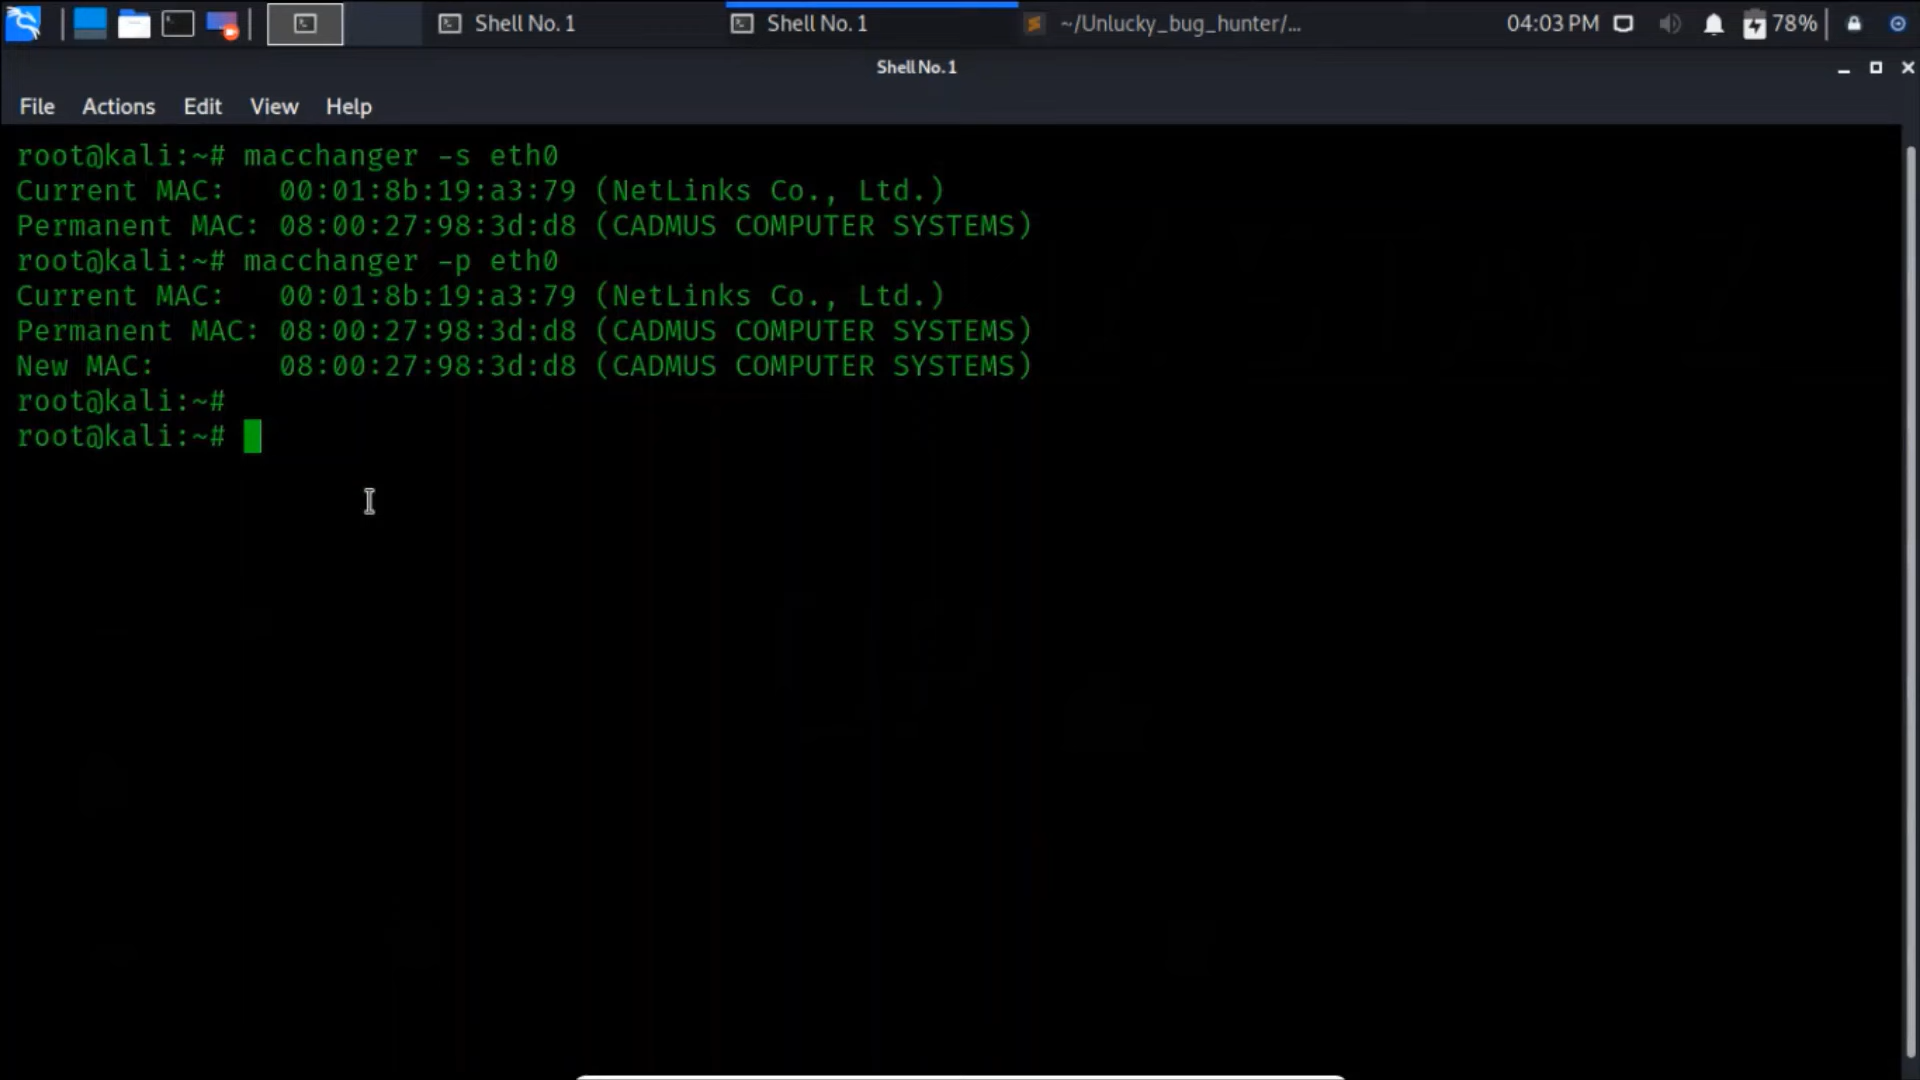 Shell No. 1
Shell No. 1
~/Unlucky_bug_hunter/...
04:03 PM
78%
Shell No. 1
File Actions Edit View Help
root@kali:~# macchanger -s eth0
Current MAC:   00:01:8b:19:a3:79 (NetLinks Co., Ltd.)
Permanent MAC: 08:00:27:98:3d:d8 (CADMUS COMPUTER SYSTEMS)
root@kali:~# macchanger -p eth0
Current MAC:   00:01:8b:19:a3:79 (NetLinks Co., Ltd.)
Permanent MAC: 08:00:27:98:3d:d8 (CADMUS COMPUTER SYSTEMS)
New MAC:       08:00:27:98:3d:d8 (CADMUS COMPUTER SYSTEMS)
root@kali:~#
root@kali:~#